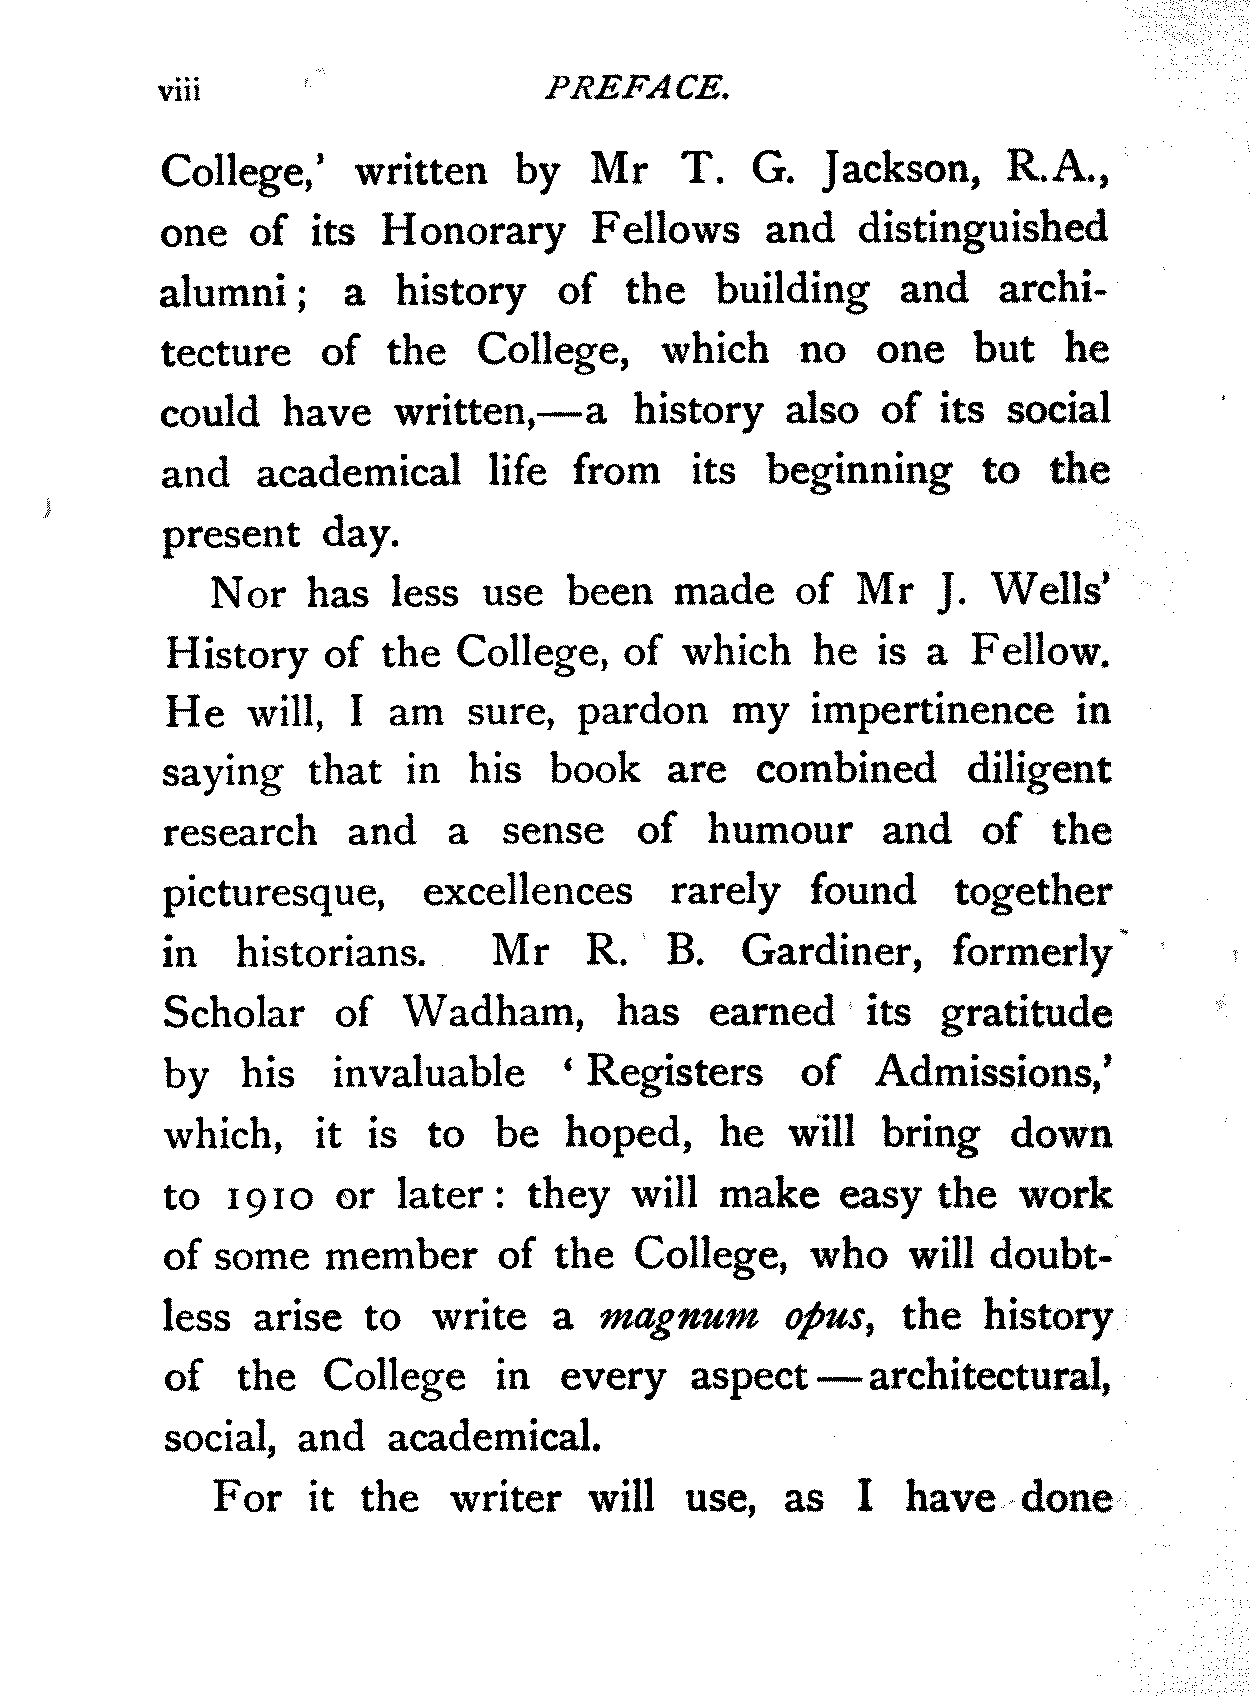 viii PREFACE.
College,' written by Mr T. G. Jackson, R.A.,
one of its Honorary Fellows and distinguished
alumni; a history of the building and archi-
tecture of the College, which no one but he
could have written,—a history also of its social
and academical life from its beginning to the
present day.
Nor has less use been made of Mr J. Wells'
History of the College, of which he is a Fellow.
He will, I am sure, pardon my impertinence in
saying that in his book are combined diligent
research and a sense of humour and of the
picturesque, excellences rarely found together
in historians. Mr R. B. Gardiner, formerly
Scholar of Wadham, has earned its gratitude
by his invaluable 'Registers of Admissions,'
which, it is to be hoped, he will bring down
to 1910 or later: they will make easy the work
of some member of the College, who will doubt-
less arise to write a magnum opus, the history
of the College in every aspect—architectural,
social, and academical.
For it the writer will use, as I have done